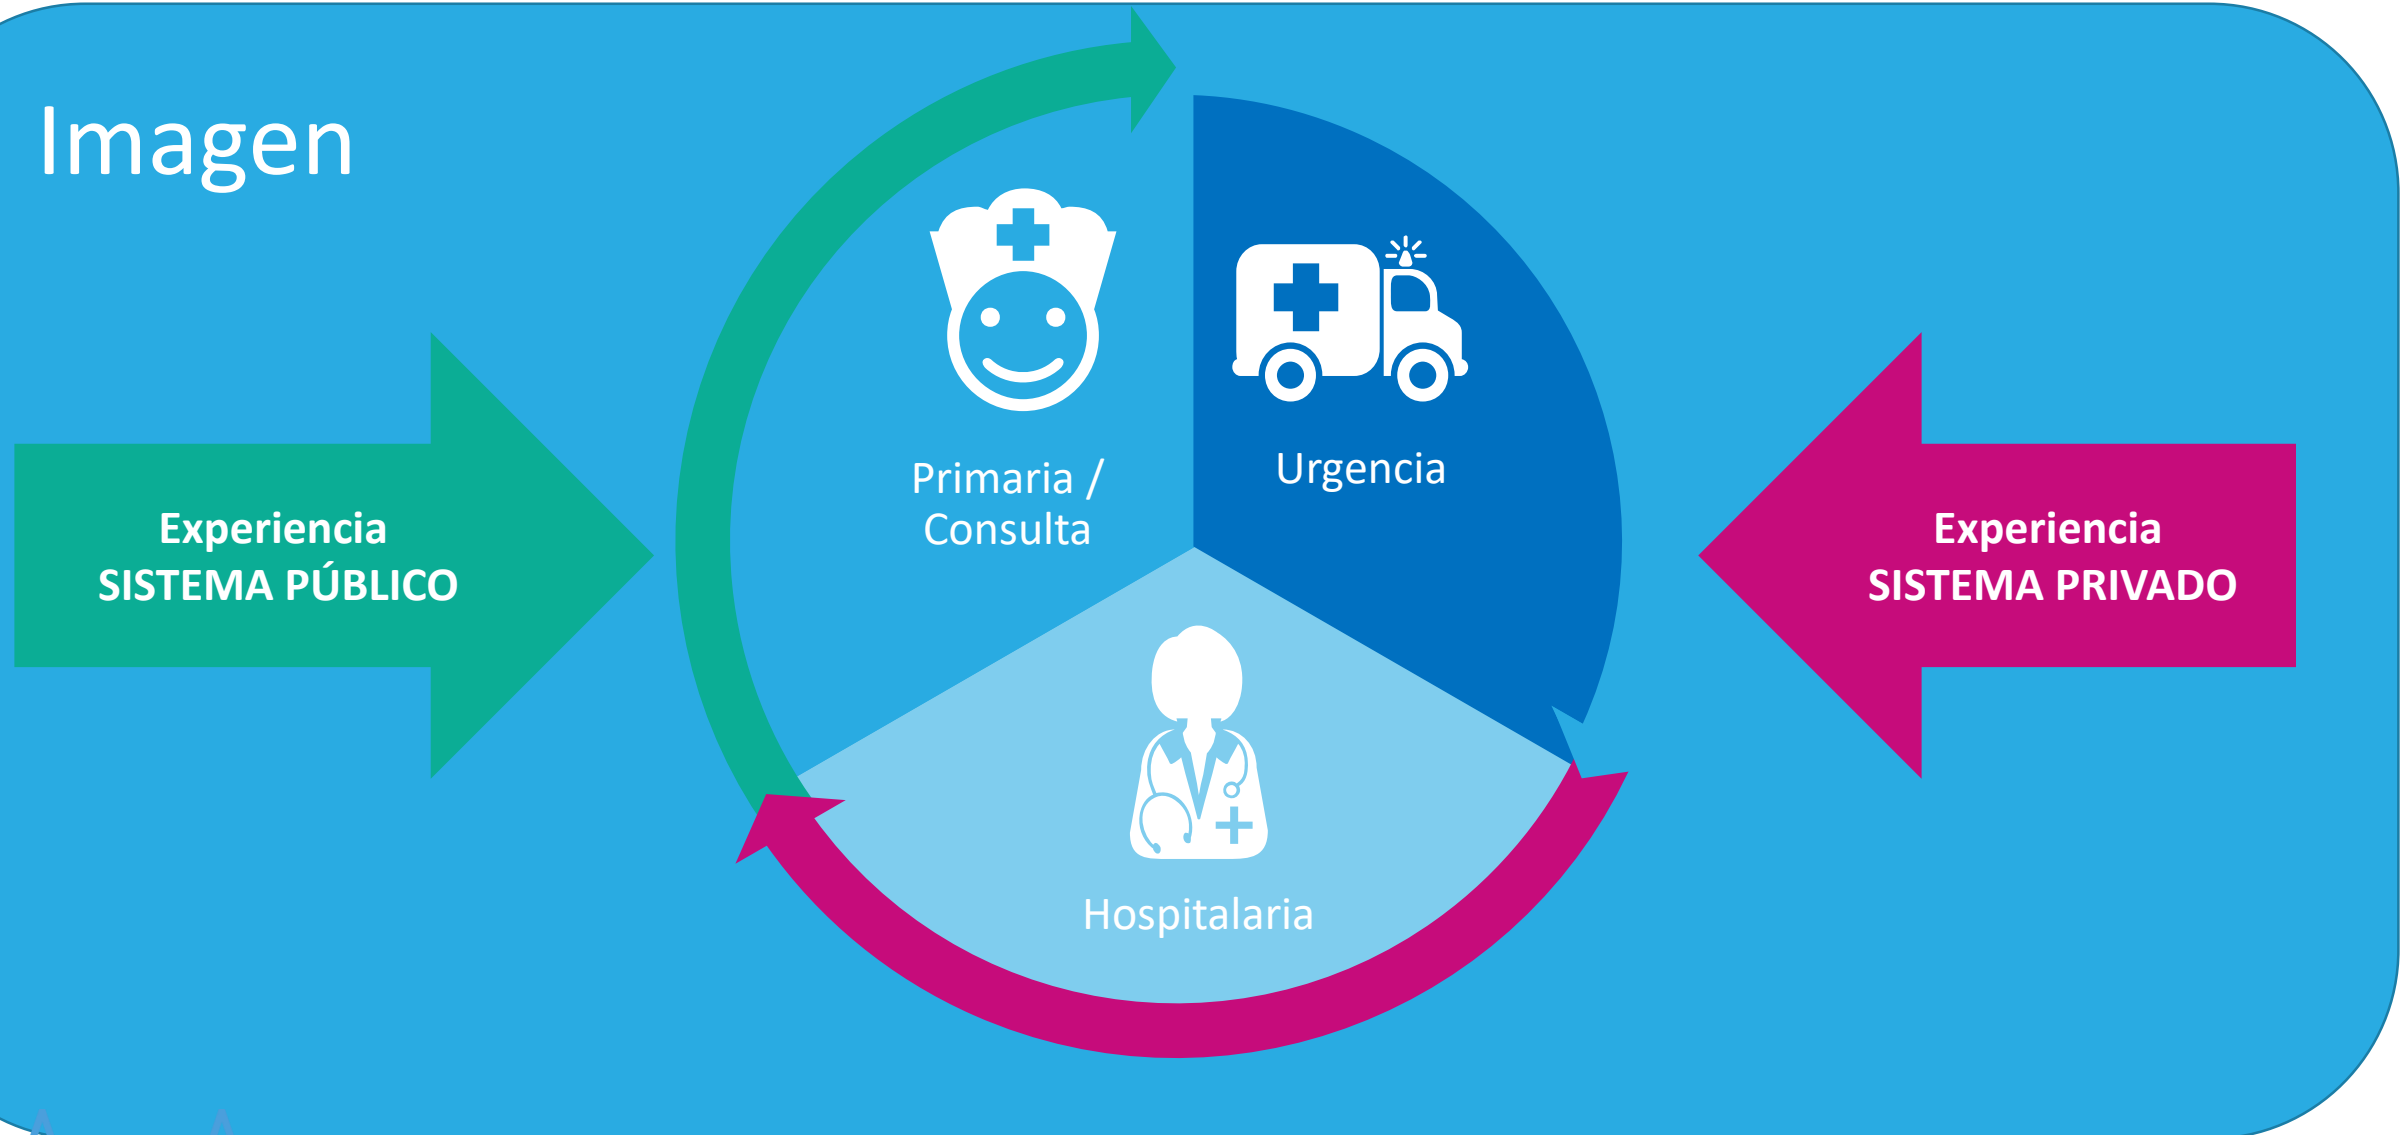 Imagen
Primaria /
Consulta
Urgencia
Experiencia
SISTEMA PÚBLICO
Experiencia
SISTEMA PRIVADO
Hospitalaria